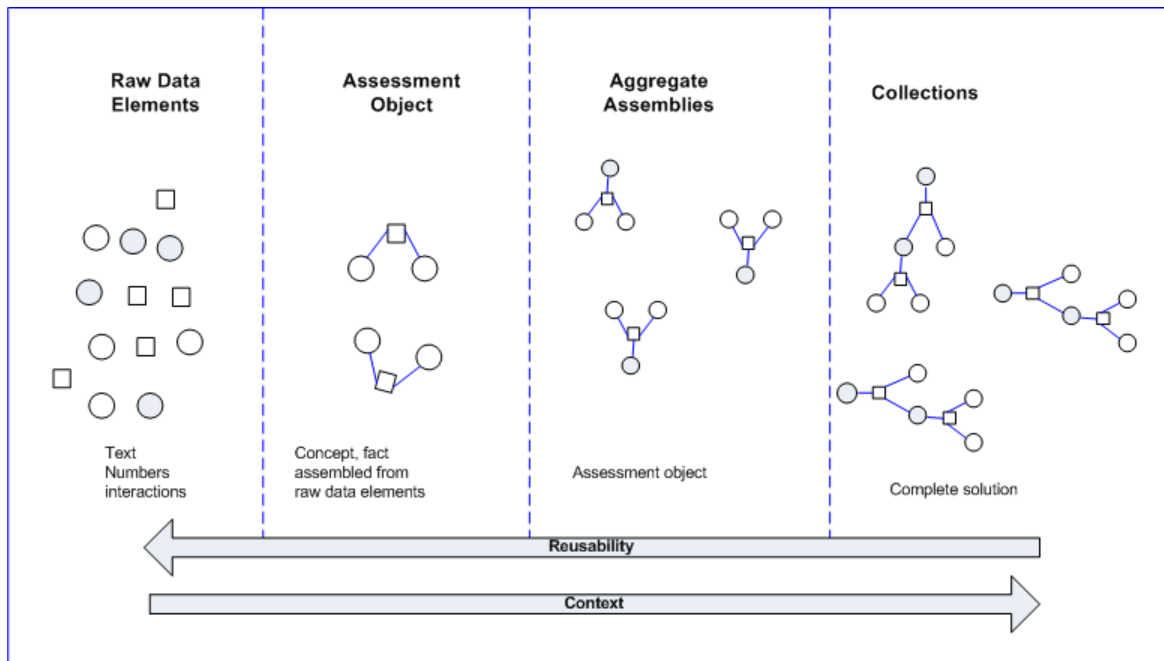 Raw Data
Elements
Assessment
Object
Aggregate
Assemblies
Collections
Text
Numbers
interactions
Concept, fact
assembled from
raw data elements
Assessment object
Complete solution
Reusability
Context